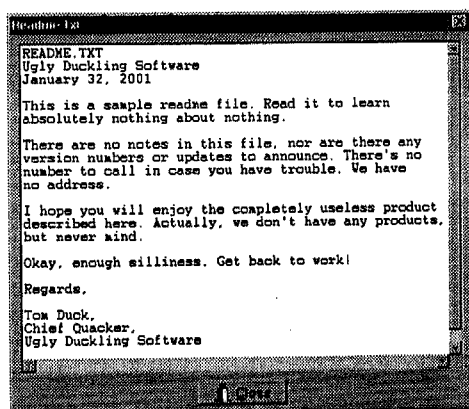 Readme.txt
README.TXT
Ugly Duckling Software
January 32, 2001
This is a sample readme file. Read it to learn
absolutely nothing about nothing.
There are no notes in this file, nor are there any
version numbers or updates to announce. There's no
number to call in case you have trouble. We have
no address.
I hope you will enjoy the completely useless product
described here. Actually, we don't have any products,
but never mind.
Okay, enough silliness. Get back to work!
Regards,
Tom Duck,
Chief Quacker,
Ugly Duckling Software
Close